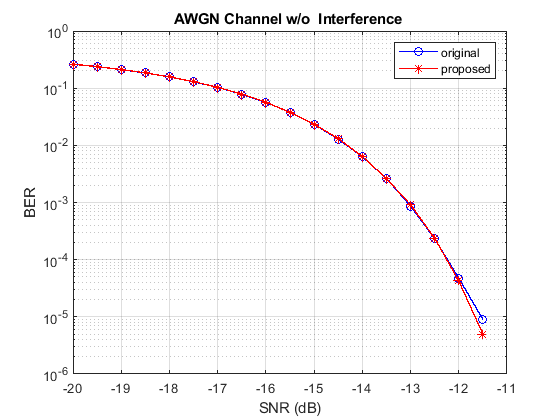 AWGN Channel w/o  Interference
original
proposed
10^0
10^-1
10^-2
10^-3
10^-4
10^-5
10^-6
BER
-20 -19 -18 -17 -16 -15 -14 -13 -12 -11
SNR (dB)